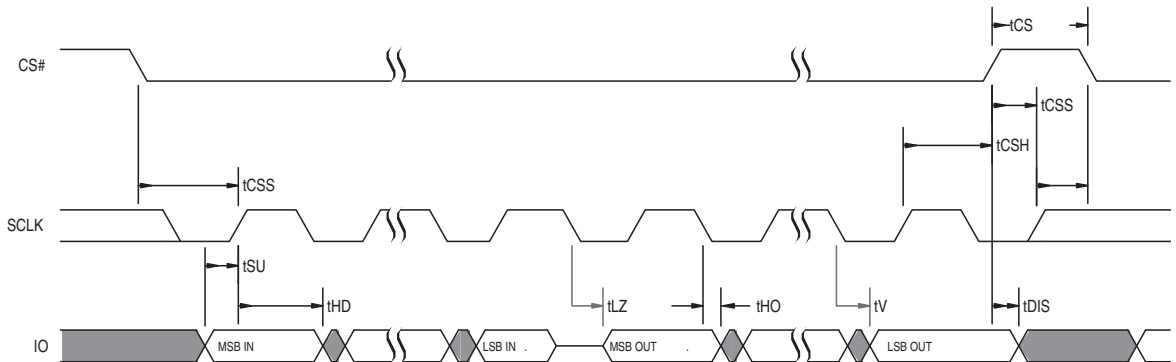 tCS
CS#
tCSS
tCSH
tCSS
SCLK
tSU
tHD
tLZ
tHO
tV
tDIS
IO
MSB IN
LSB IN .
MSB OUT .
LSB OUT